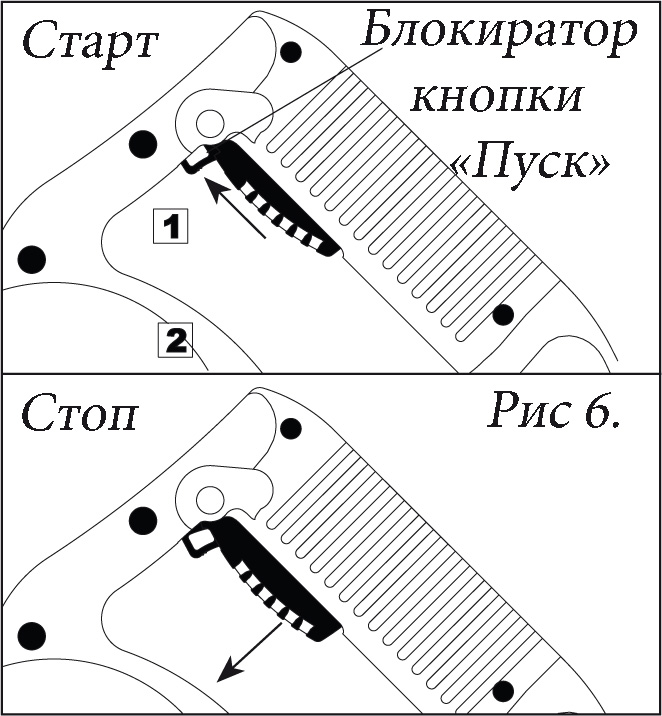 Старт
Блокиратор
кнопки
«Пуск»
1
2
Стоп
Рис 6.